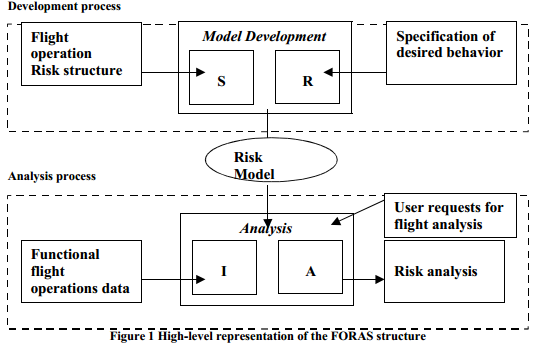 Development process
Flight
operation
Risk structure
Model Development
S
R
Specification of
desired behavior
Risk
Model
Analysis process
User requests for
flight analysis
Analysis
Functional
flight
operations data
I
A
Risk analysis
Figure 1 High-level representation of the FORAS structure